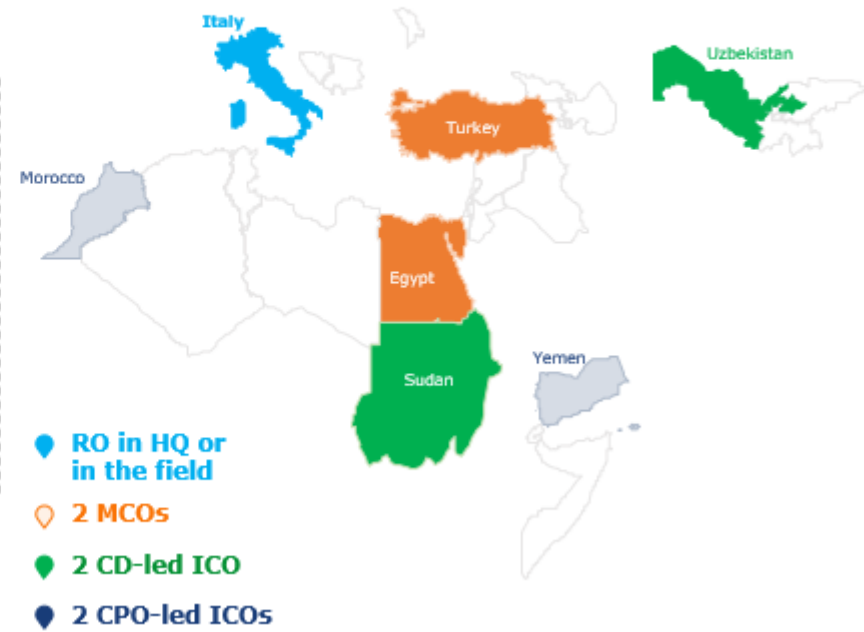 Italy
Uzbekistan
Turkey
Morocco
Egypt
Yemen
Sudan
RO in HQ or
in the field
2 MCOs
2 CD-led ICO
2 CPO-led ICOs